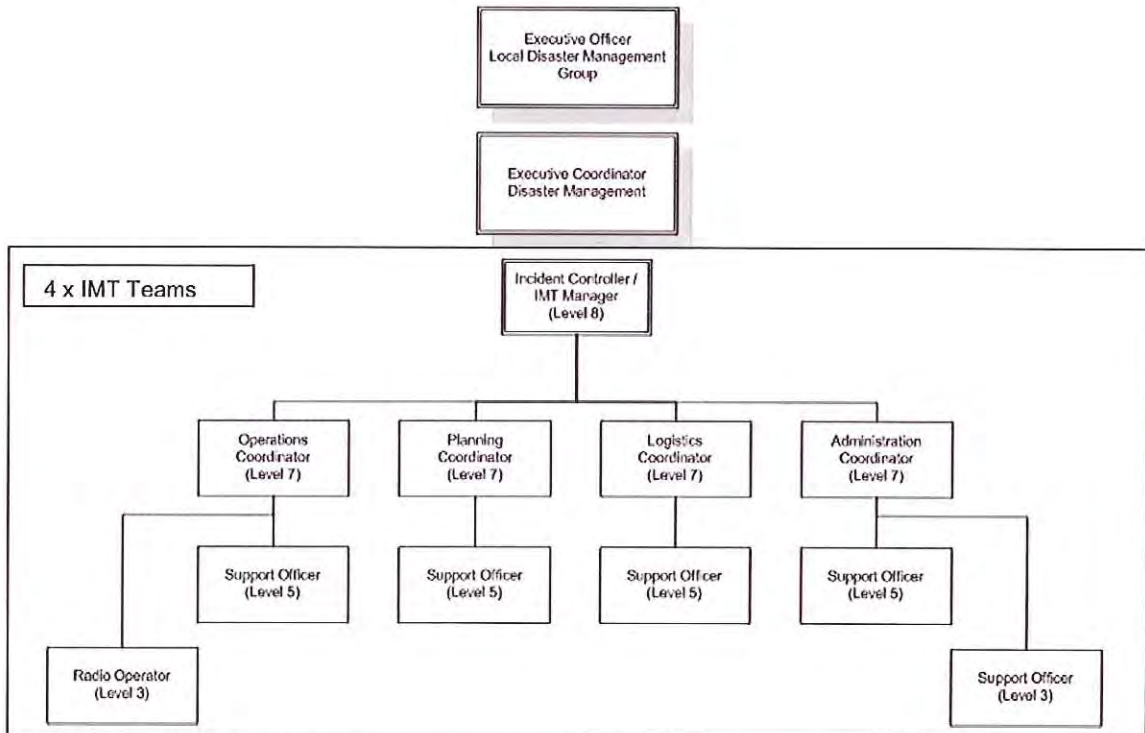 Executive Officer
Local Disaster Management
Group
Executive Coordinator
Disaster Management
4 x IMT Teams
Incident Controller /
IMT Manager
(Level 8)
Operations
Coordinator
(Level 7)
Planning
Coordinator
(Level 7)
Logistics
Coordinator
(Level 7)
Administration
Coordinator
(Level 7)
Support Officer
(Level 5)
Support Officer
(Level 5)
Support Officer
(Level 5)
Support Officer
(Level 5)
Radio Operator
(Level 3)
Support Officer
(Level 3)